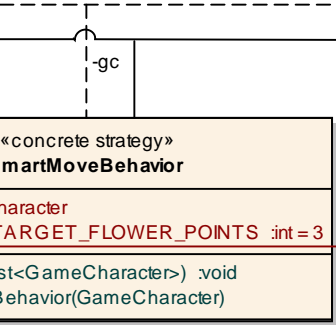 -gc
«concrete strategy»
martMoveBehavior
haracter
TARGET_FLOWER_POINTS :int = 3
st<GameCharacter>) :void
Behavior(GameCharacter)